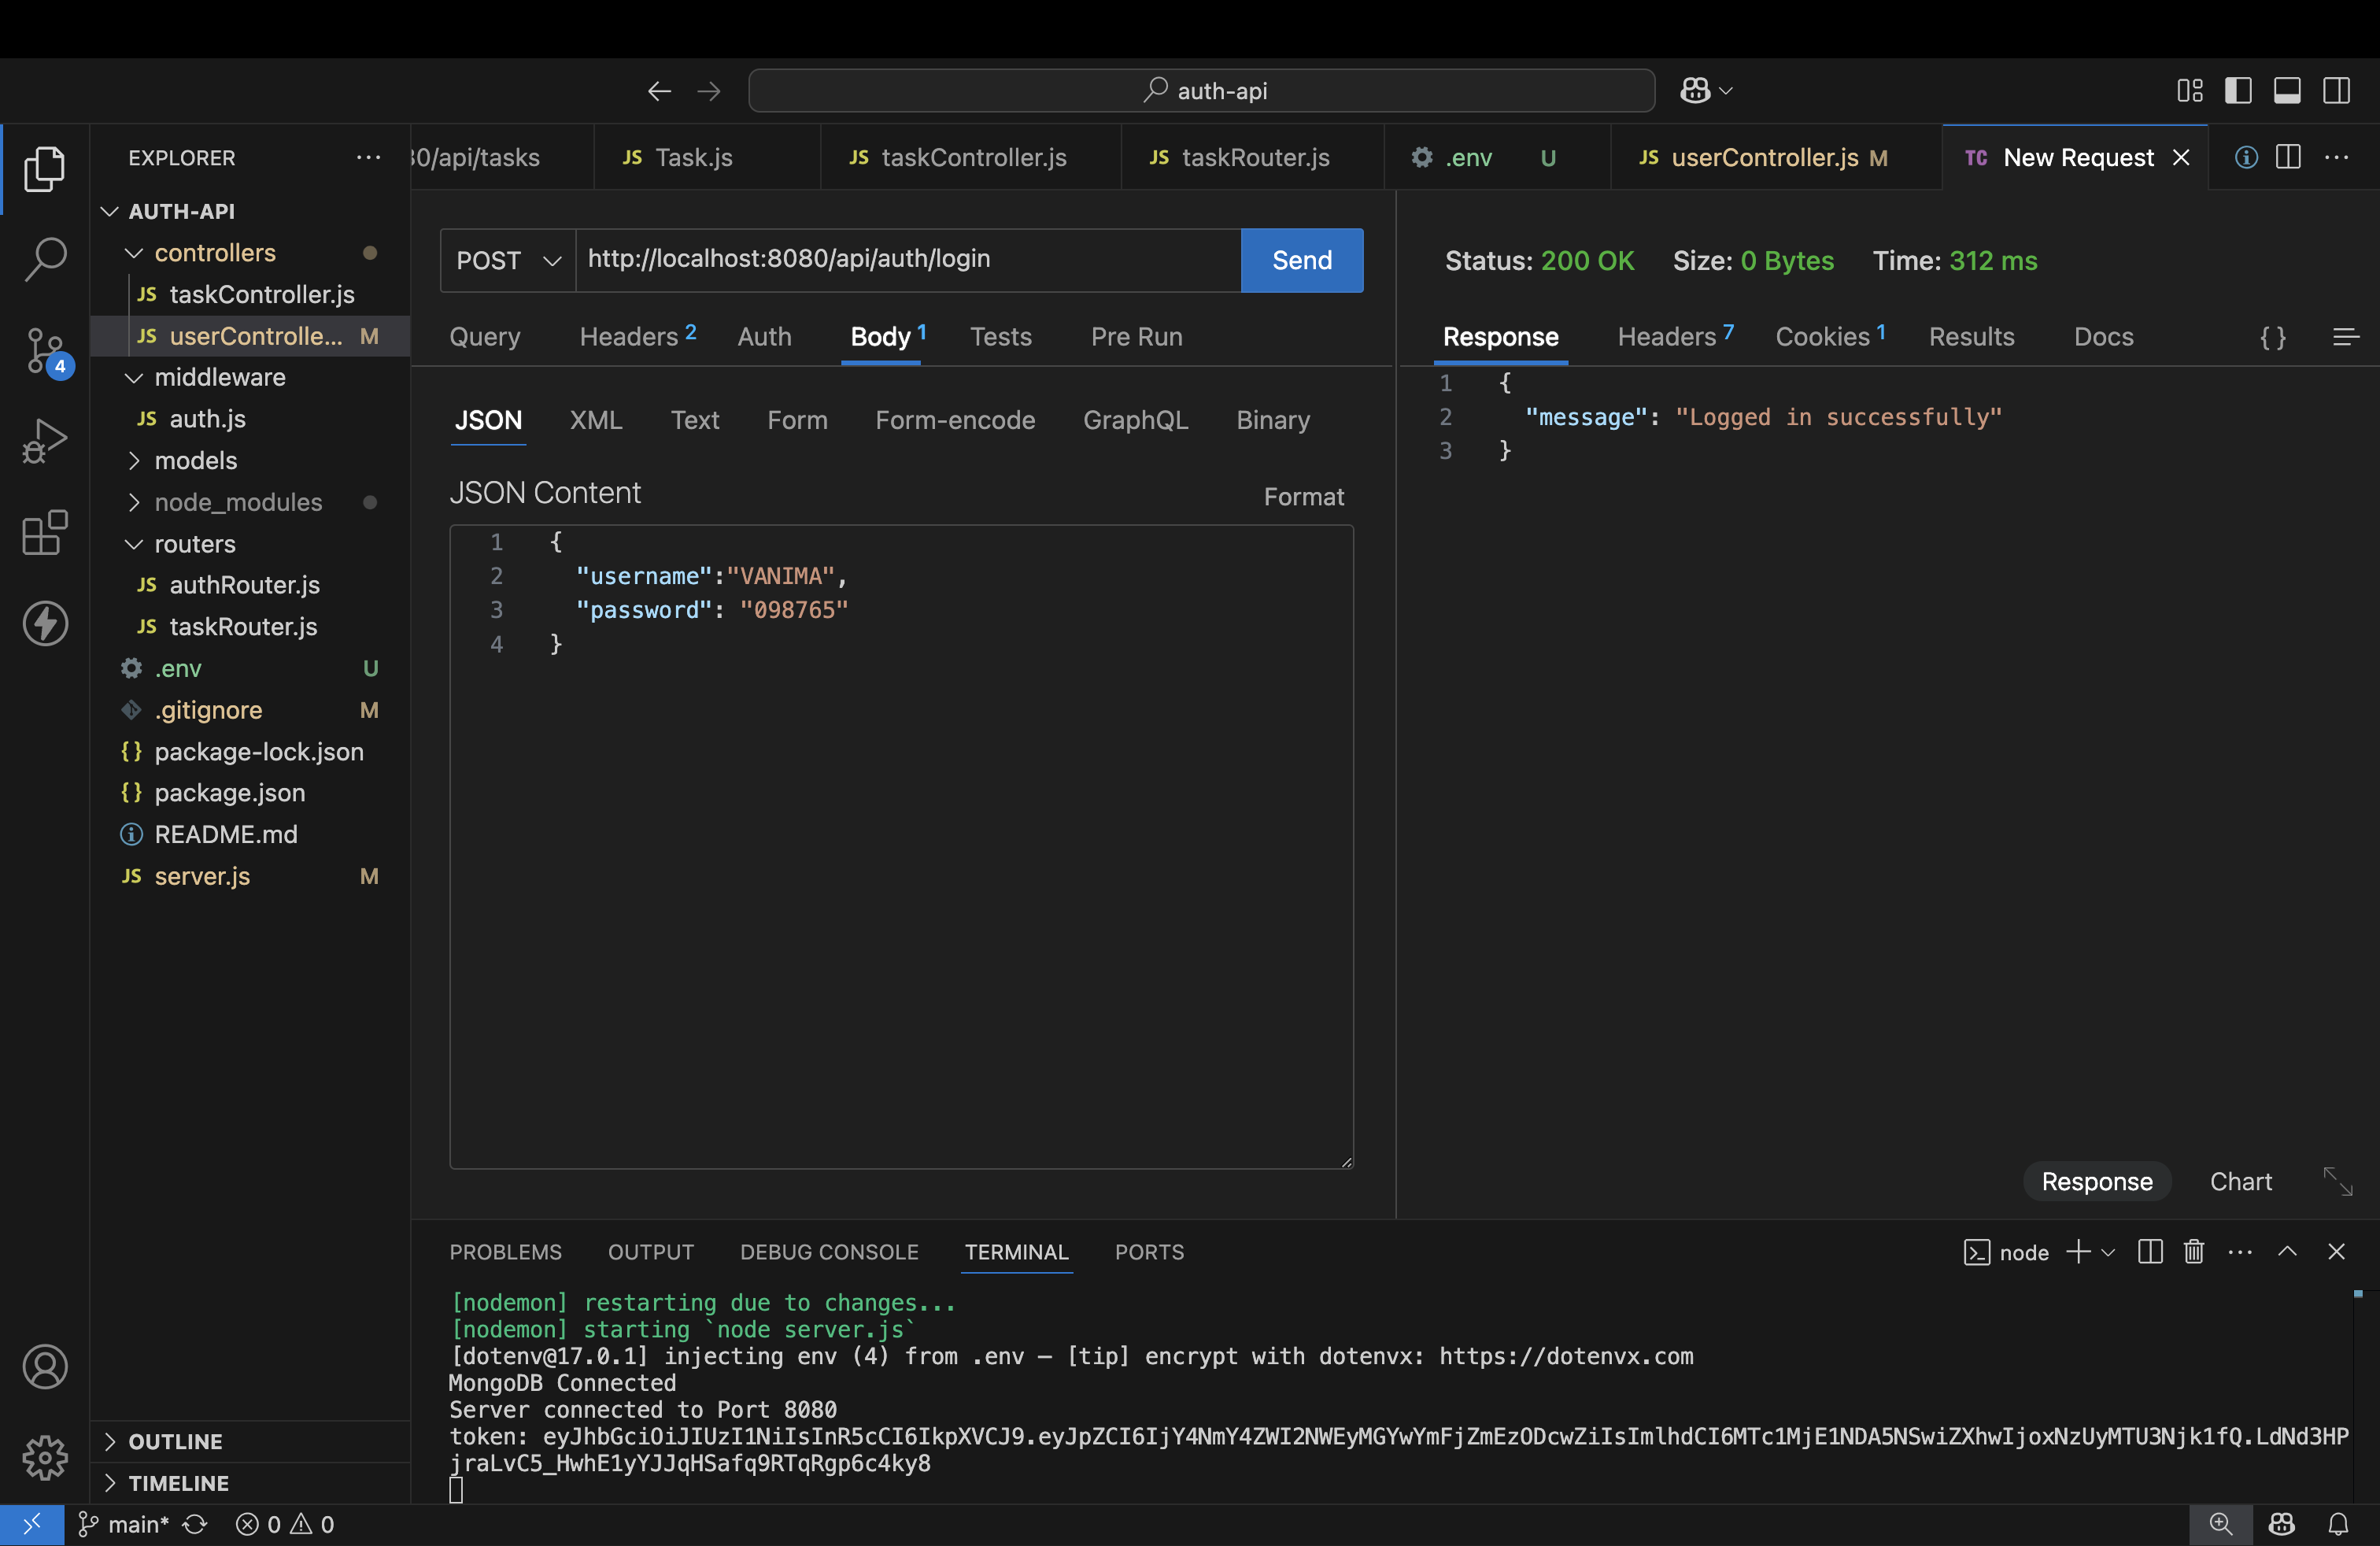 auth-api
EXPLORER
30/api/tasks
JS Task.js
JS taskController.js
JS taskRouter.js
.env U
JS userController.js M
TC New Request
AUTH-API
controllers
JS taskController.js
JS userControlle... M
middleware
JS auth.js
models
node_modules
routers
JS authRouter.js
JS taskRouter.js
.env U
.gitignore M
{} package-lock.json
{} package.json
README.md
JS server.js M
4
OUTLINE
TIMELINE
POST http://localhost:8080/api/auth/login Send
Query Headers 2 Auth Body 1 Tests Pre Run
JSON XML Text Form Form-encode GraphQL Binary
JSON Content Format
1 {
2 "username":"VANIMA",
3 "password": "098765"
4 }
Status: 200 OK Size: 0 Bytes Time: 312 ms
Response Headers 7 Cookies 1 Results Docs {}
1 {
2 "message": "Logged in successfully"
3 }
Response Chart
PROBLEMS OUTPUT DEBUG CONSOLE TERMINAL PORTS node
[nodemon] restarting due to changes...
[nodemon] starting `node server.js`
[dotenv@17.0.1] injecting env (4) from .env – [tip] encrypt with dotenvx: https://dotenvx.com
MongoDB Connected
Server connected to Port 8080
token: eyJhbGciOiJIUzI1NiIsInR5cCI6IkpXVCJ9.eyJpZCI6IjY4NmY4ZWI2NWEyMGYwYmFjZmEzODcwZiIsImlhdCI6MTc1MjE1NDA5NSwiZXhwIjoxNzUyMTU3Njk1fQ.LdNd3HP
jraLvC5_HwhE1yYJJqHSafq9RTqRgp6c4ky8
main* 0 0